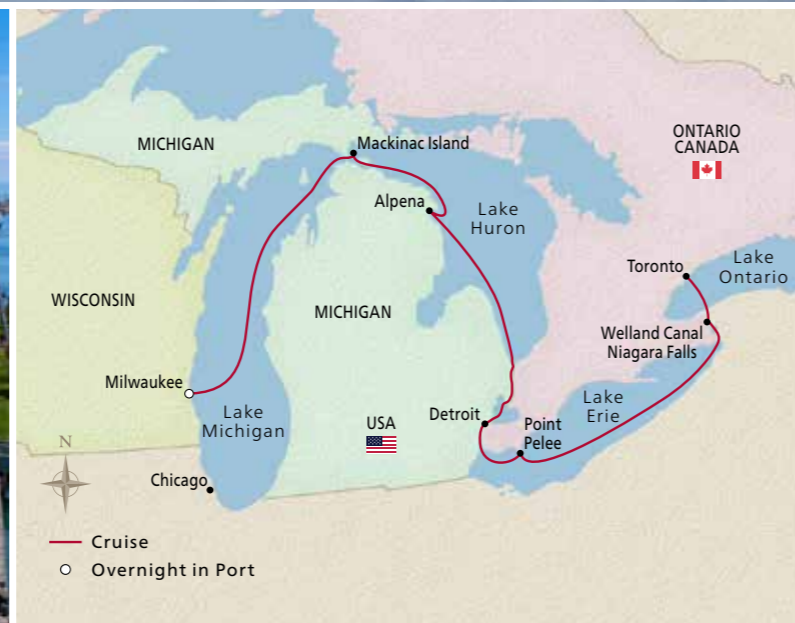 MICHIGAN
Mackinac Island
ONTARIO
CANADA
Alpena
Lake
Huron
Toronto
Lake
Ontario
WISCONSIN
MICHIGAN
Welland Canal
Niagara Falls
Milwaukee
Lake
Michigan
USA
Detroit
Point
Pelee
Lake
Erie
N
Chicago
Cruise
Overnight in Port